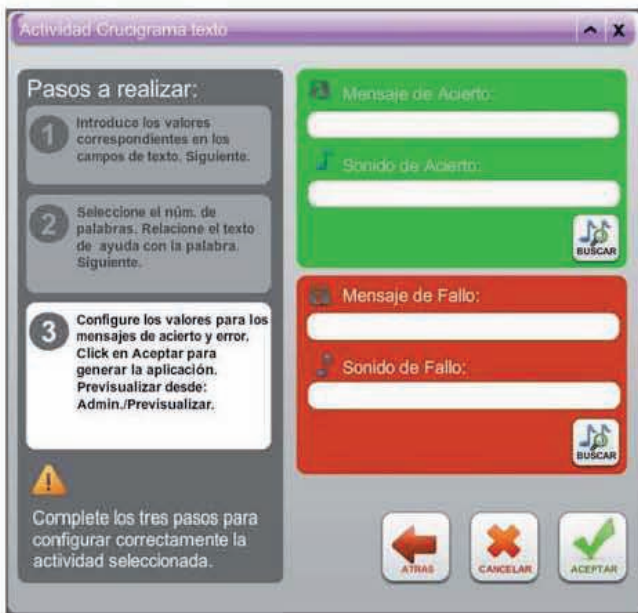 Actividad Crucigrama texto
X
Pasos a realizar:
1
Introduce los valores
correspondientes en los
campos de texto. Siguiente.
2
Seleccione el núm. de
palabras. Relacione el texto
de ayuda con la palabra.
Siguiente.
3
Configure los valores para los
mensajes de acierto y error.
Click en Aceptar para
generar la aplicación.
Previsualizar desde:
Admin./Previsualizar.
Complete los tres pasos para
configurar correctamente la
actividad seleccionada.
Mensaje de Acierto:
Sonido de Acierto:
BUSCAR
Mensaje de Fallo:
Sonido de Fallo:
BUSCAR
ATRAS
CANCELAR
ACEPTAR